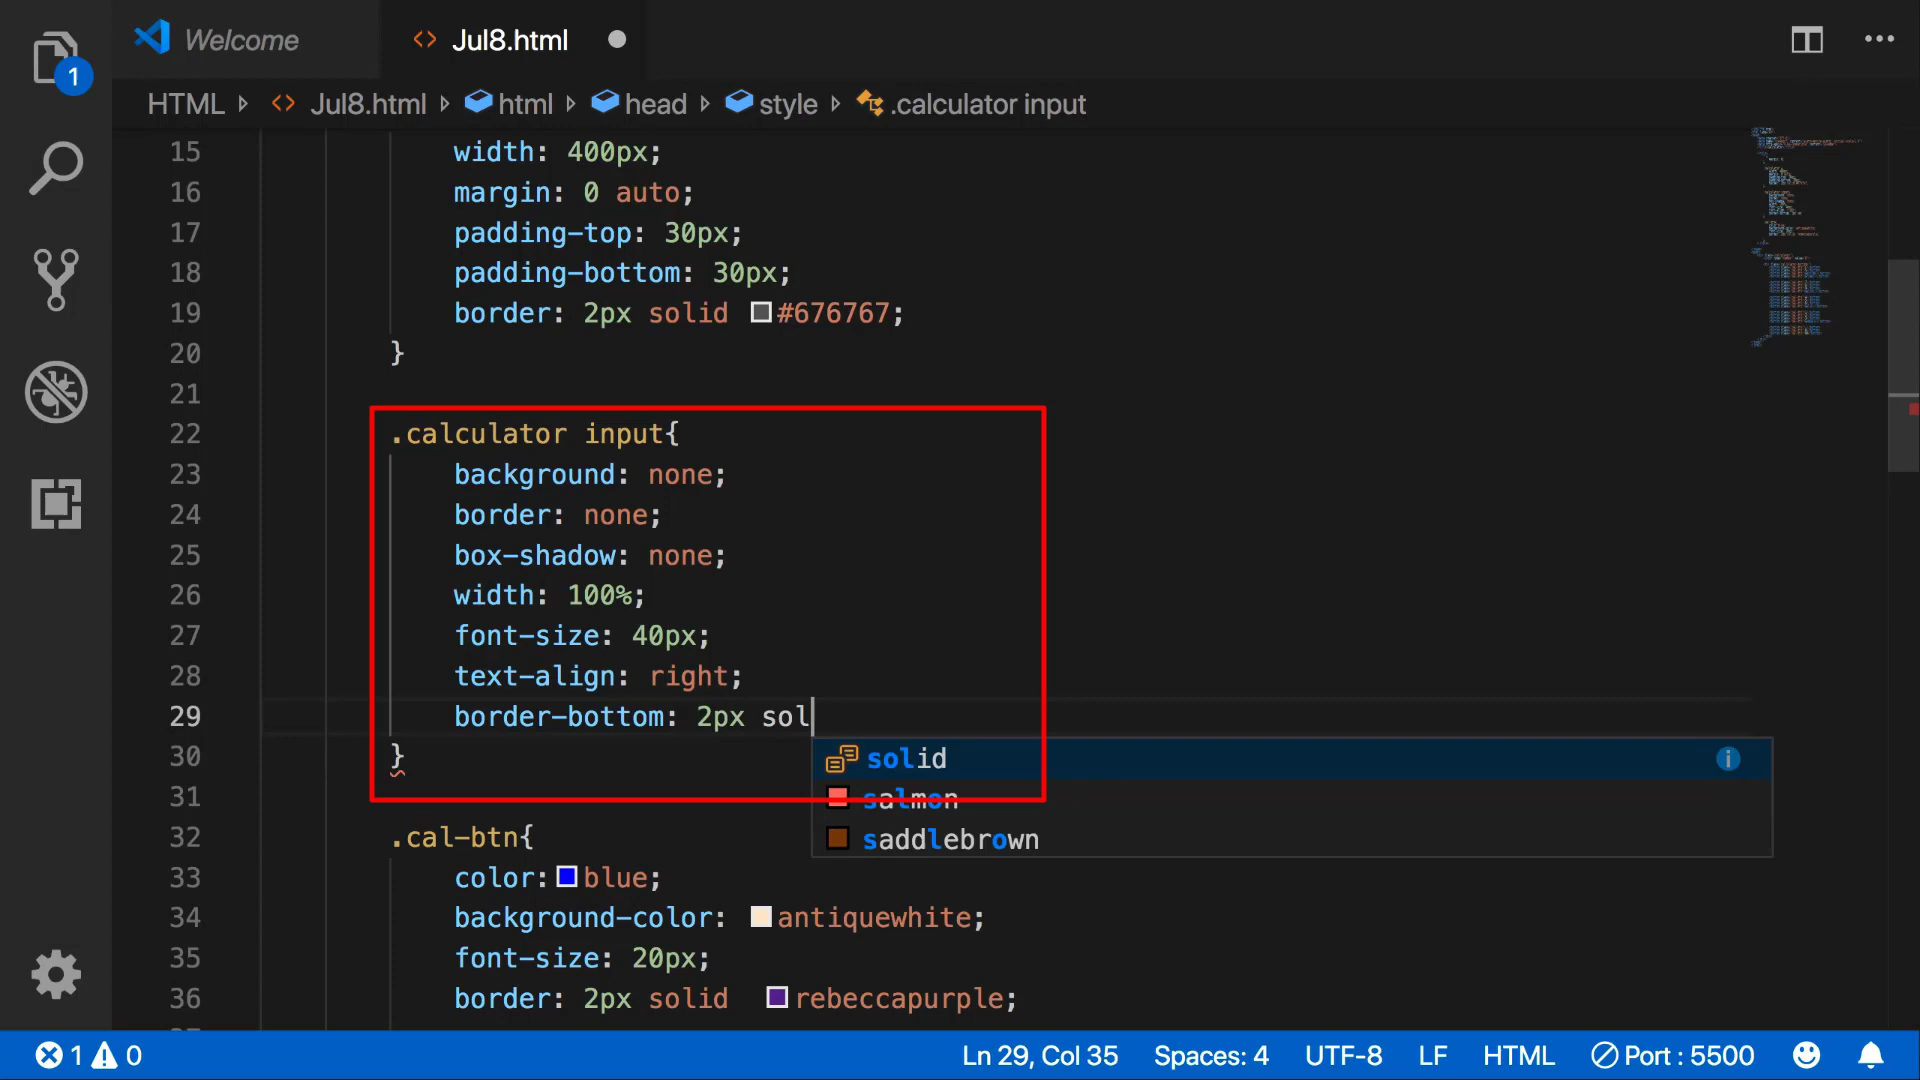 Welcome
Jul8.html
1
HTML Jul8.html html head style .calculator input
15 width: 400px;
16 margin: 0 auto;
17 padding-top: 30px;
18 padding-bottom: 30px;
19 border: 2px solid #676767;
20 }
21
22 .calculator input{
23 background: none;
24 border: none;
25 box-shadow: none;
26 width: 100%;
27 font-size: 40px;
28 text-align: right;
29 border-bottom: 2px sol
30 }
solid
31
salmon
32 .cal-btn{
saddlebrown
33 color: blue;
34 background-color: antiquewhite;
35 font-size: 20px;
36 border: 2px solid rebeccapurple;
1 0 Ln 29, Col 35 Spaces: 4 UTF-8 LF HTML Port : 5500